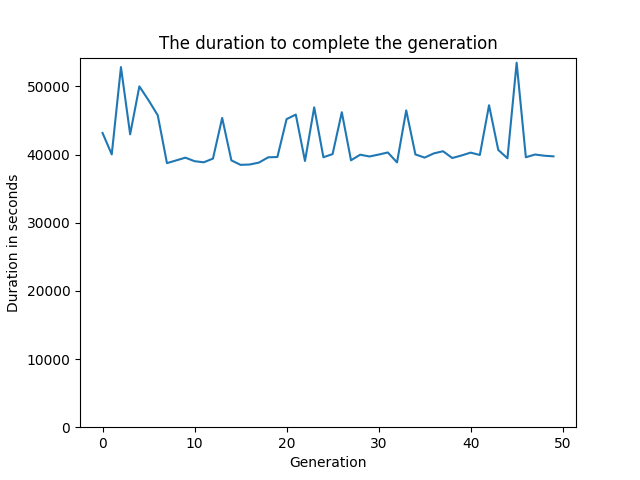 The duration to complete the generation
Duration in seconds
50000
40000
30000
20000
10000
0
0 10 20 30 40 50
Generation